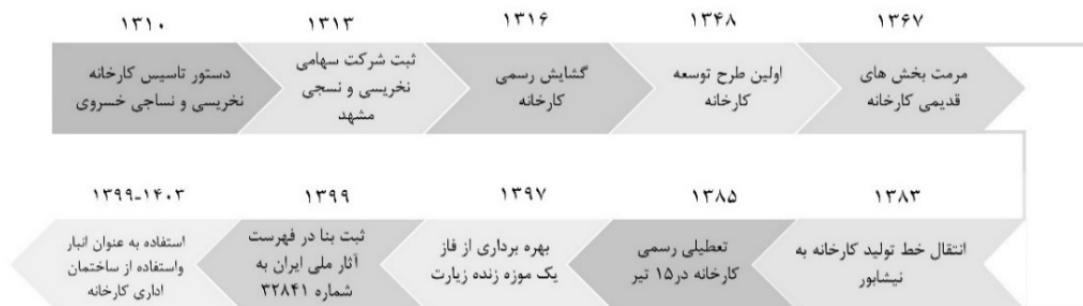 ۱۳۱۰
دستور تاسیس کارخانه
نخریسی و نساجی خسروی
۱۳۱۳
ثبت شرکت سهامی
نخریسی و نسجی
مشهد
۱۳۱۶
گشایش رسمی
کارخانه
۱۳۴۸
اولین طرح توسعه
کارخانه
۱۳۶۷
مرمت بخش های
قدیمی کارخانه
۱۳۸۳
انتقال خط تولید کارخانه به
نیشابور
۱۳۸۵
تعطیلی رسمی
کارخانه در۱۵ تیر
۱۳۹۷
بهره برداری از فاز
یک موزه زنده زیارت
۱۳۹۹
ثبت بنا در فهرست
آثار ملی ایران به
شماره ۳۲۸۴۱
۱۳۹۹-۱۴۰۳
استفاده به عنوان انبار
واستفاده از ساختمان
اداری کارخانه